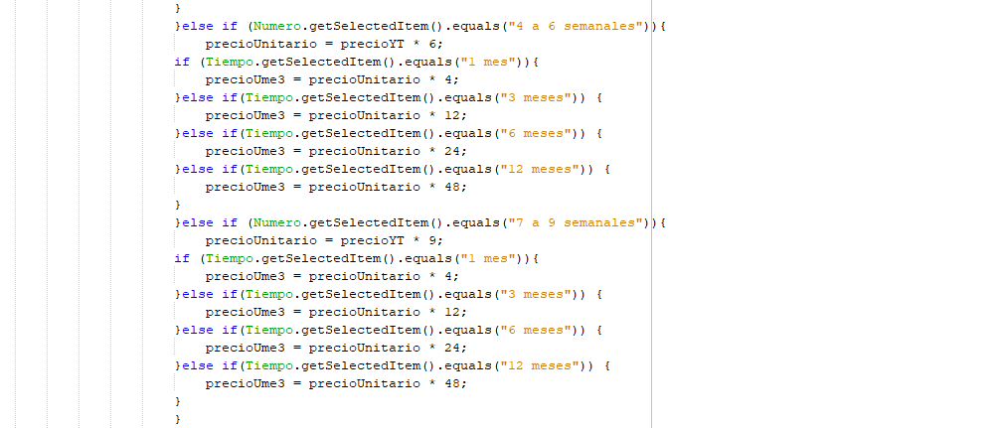 }
}else if (Numero.getSelectedItem().equals("4 a 6 semanales")){
precioUnitario = precioYT * 6;
if (Tiempo.getSelectedItem().equals("1 mes")){
precioUme3 = precioUnitario * 4;
}else if(Tiempo.getSelectedItem().equals("3 meses")) {
precioUme3 = precioUnitario * 12;
}else if(Tiempo.getSelectedItem().equals("6 meses")) {
precioUme3 = precioUnitario * 24;
}else if(Tiempo.getSelectedItem().equals("12 meses")) {
precioUme3 = precioUnitario * 48;
}
}else if (Numero.getSelectedItem().equals("7 a 9 semanales")){
precioUnitario = precioYT * 9;
if (Tiempo.getSelectedItem().equals("1 mes")){
precioUme3 = precioUnitario * 4;
}else if(Tiempo.getSelectedItem().equals("3 meses")) {
precioUme3 = precioUnitario * 12;
}else if(Tiempo.getSelectedItem().equals("6 meses")) {
precioUme3 = precioUnitario * 24;
}else if(Tiempo.getSelectedItem().equals("12 meses")) {
precioUme3 = precioUnitario * 48;
}
}